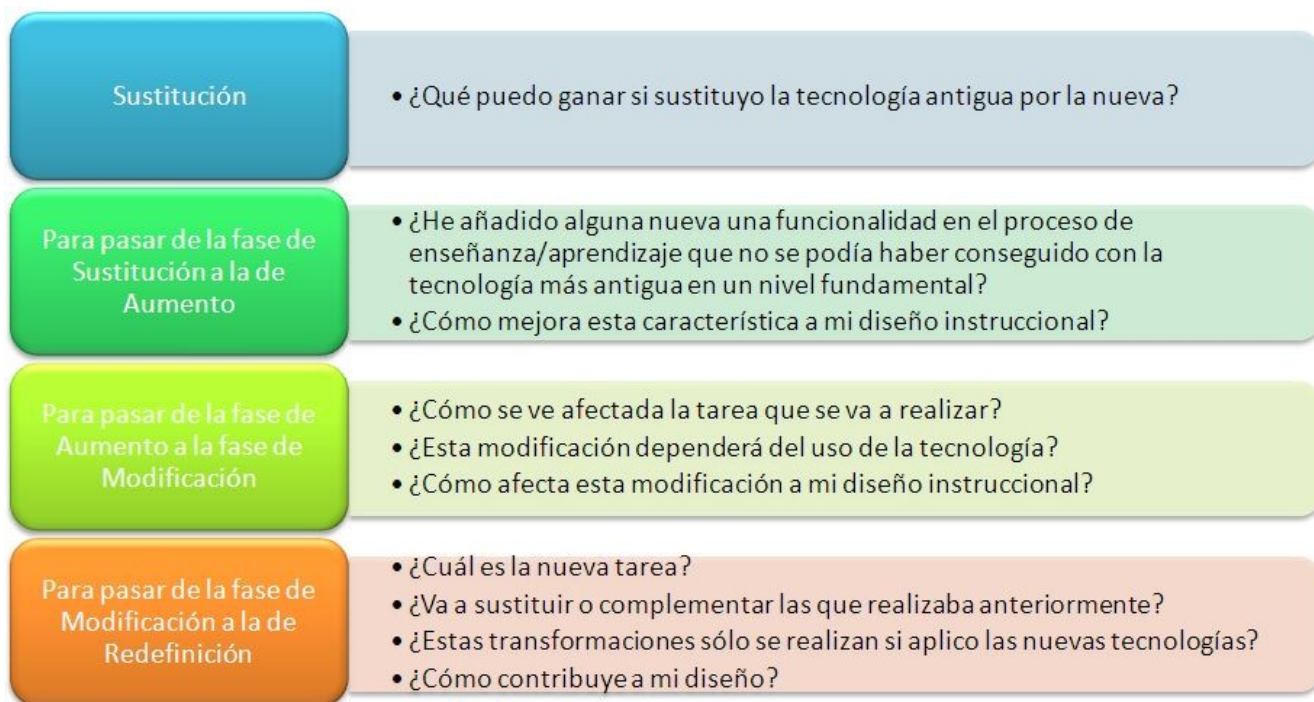 Sustitución
• ¿Qué puedo ganar si sustituyo la tecnología antigua por la nueva?
Para pasar de la fase de
Sustitución a la de
Aumento
• ¿He añadido alguna nueva una funcionalidad en el proceso de
enseñanza/aprendizaje que no se podía haber conseguido con la
tecnología más antigua en un nivel fundamental?
• ¿Cómo mejora esta característica a mi diseño instruccional?
Para pasar de la fase de
Aumento a la fase de
Modificación
• ¿Cómo se ve afectada la tarea que se va a realizar?
• ¿Esta modificación dependerá del uso de la tecnología?
• ¿Cómo afecta esta modificación a mi diseño instruccional?
Para pasar de la fase de
Modificación a la de
Redefinición
• ¿Cuál es la nueva tarea?
• ¿Va a sustituir o complementar las que realizaba anteriormente?
• ¿Estas transformaciones sólo se realizan si aplico las nuevas tecnologías?
• ¿Cómo contribuye a mi diseño?